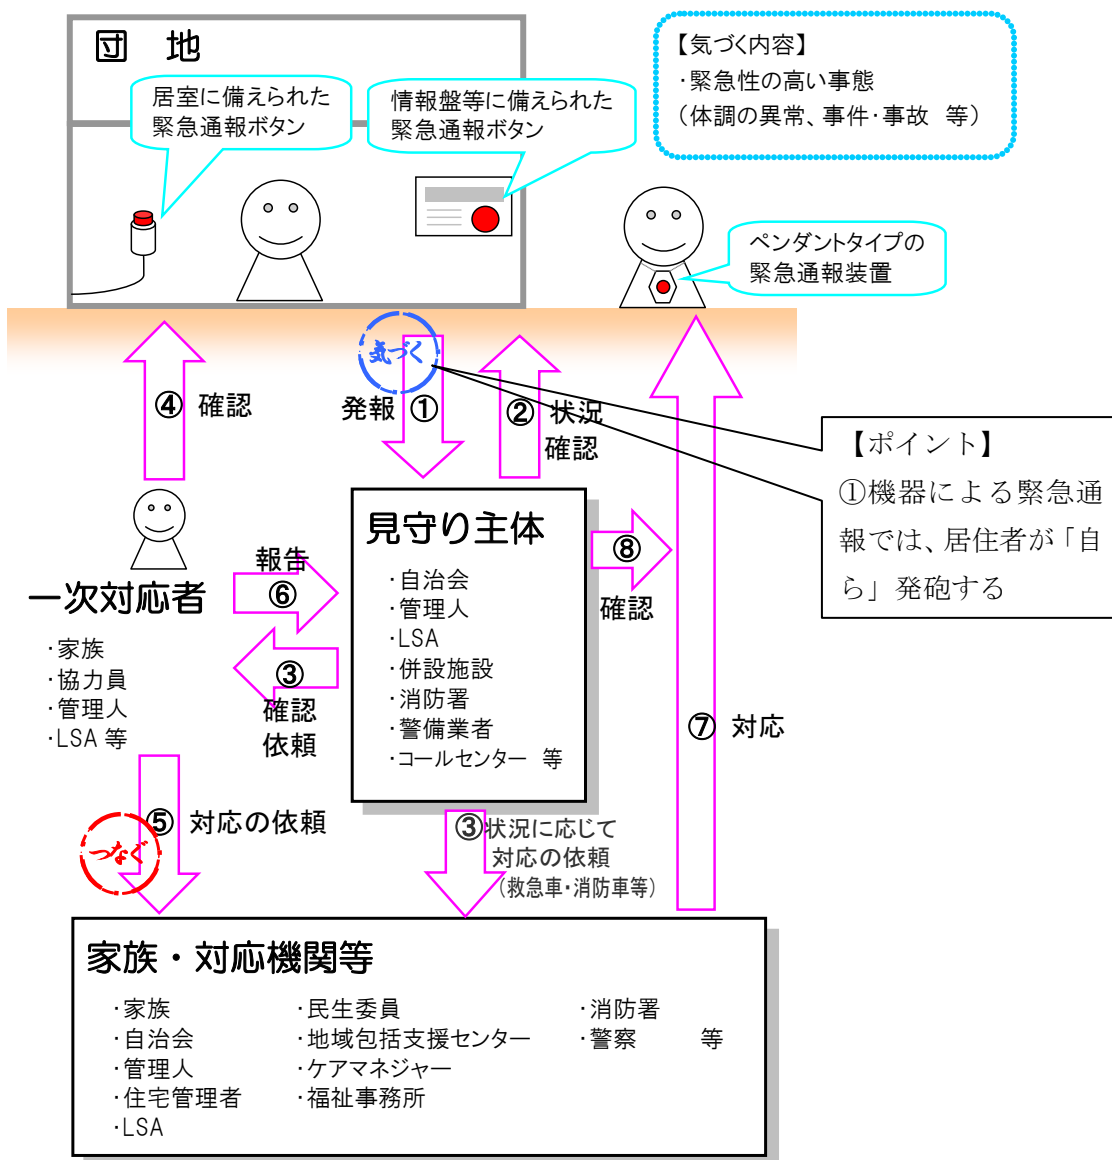 団　地
居室に備えられた
緊急通報ボタン
情報盤等に備えられた
緊急通報ボタン
【気づく内容】
・緊急性の高い事態
（体調の異常、事件・事故　等）
ペンダントタイプの
緊急通報装置
気づく
④ 確認
発報 ①
② 状況
確認
【ポイント】
①機器による緊急通
報では、居住者が「自
ら」発砲する
見守り主体
・自治会
・管理人
・LSA
・併設施設
・消防署
・警備業者
・コールセンター　等
⑧
確認
報告
⑥
一次対応者
・家族
・協力員
・管理人
・LSA 等
③
確認
依頼
⑦ 対応
⑤ 対応の依頼
つなぐ
③状況に応じて
対応の依頼
（救急車・消防車等）
家族・対応機関等
・家族
・自治会
・管理人
・住宅管理者
・LSA
・民生委員
・地域包括支援センター
・ケアマネジャー
・福祉事務所
・消防署
・警察　　等